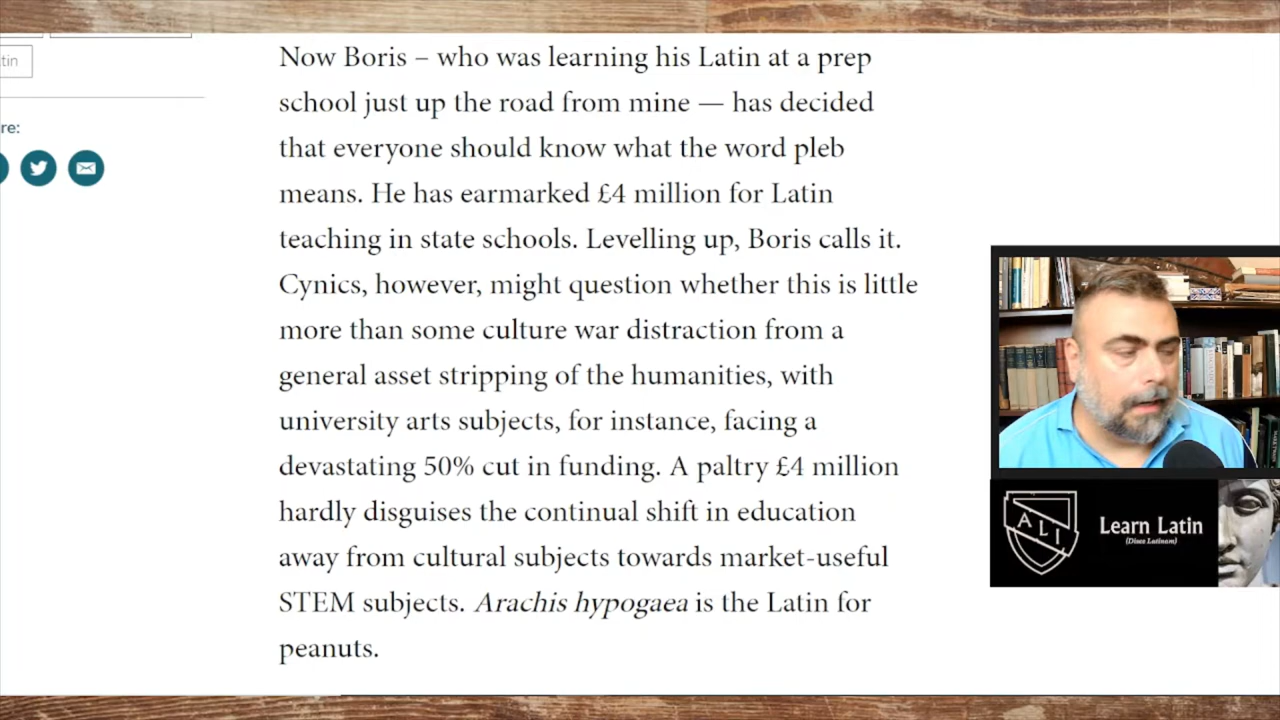 tin
re:
Now Boris – who was learning his Latin at a prep
school just up the road from mine — has decided
that everyone should know what the word pleb
means. He has earmarked £4 million for Latin
teaching in state schools. Levelling up, Boris calls it.
Cynics, however, might question whether this is little
more than some culture war distraction from a
general asset stripping of the humanities, with
university arts subjects, for instance, facing a
devastating 50% cut in funding. A paltry £4 million
hardly disguises the continual shift in education
away from cultural subjects towards market-useful
STEM subjects. Arachis hypogaea is the Latin for
peanuts.
ALI
Learn Latin
(Disce Latinam)